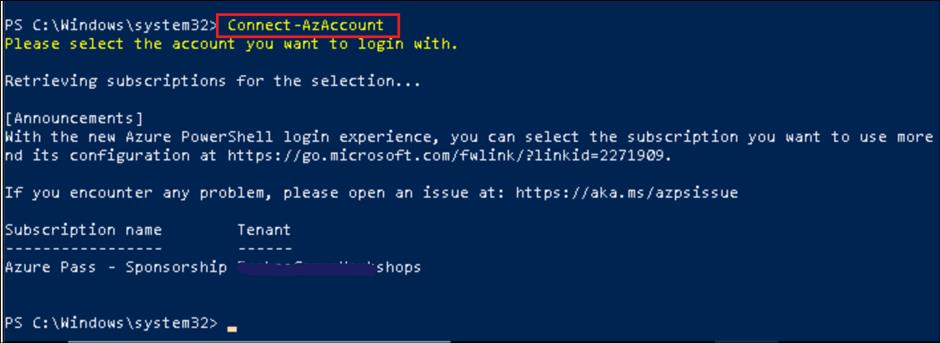 PS C:\Windows\system32> Connect-AzAccount
Please select the account you want to login with.
Retrieving subscriptions for the selection...
[Announcements]
With the new Azure PowerShell login experience, you can select the subscription you want to use more
nd its configuration at https://go.microsoft.com/fwlink/?linkid=2271909.
If you encounter any problem, please open an issue at: https://aka.ms/azpsissue
Subscription name Tenant
----------------- ------
Azure Pass - Sponsorship shops
PS C:\Windows\system32> _